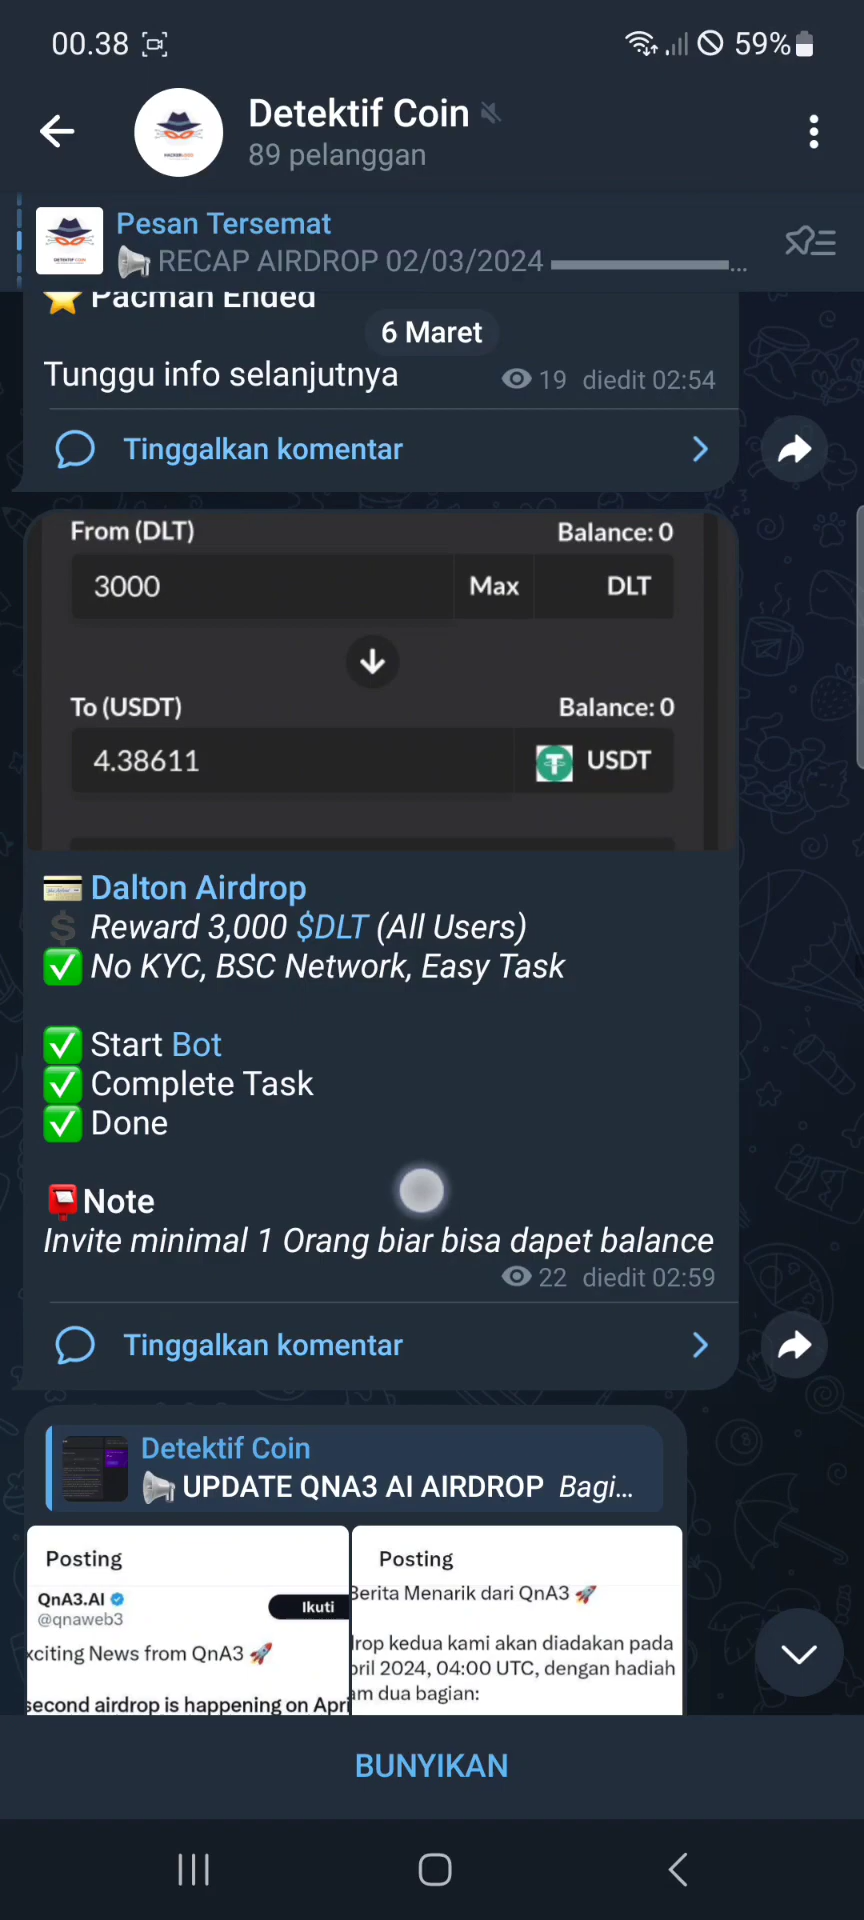 00.38
59%
Detektif Coin
89 pelanggan
Pesan Tersemat
RECAP AIRDROP 02/03/2024 ▬▬▬▬▬...
Pacman Ended
6 Maret
Tunggu info selanjutnya
19 diedit 02:54
Tinggalkan komentar
From (DLT) Balance: 0
3000 Max DLT
To (USDT) Balance: 0
4.38611 USDT
Dalton Airdrop
Reward 3,000 $DLT (All Users)
No KYC, BSC Network, Easy Task
Start Bot
Complete Task
Done
Note
Invite minimal 1 Orang biar bisa dapet balance
22 diedit 02:59
Tinggalkan komentar
Detektif Coin
UPDATE QNA3 AI AIRDROP Bagi...
Posting
QnA3.AI Ikuti
@qnaweb3
xciting News from QnA3 🚀
second airdrop is happening on Apri
Posting
Berita Menarik dari QnA3 🚀
drop kedua kami akan diadakan pada
pril 2024, 04:00 UTC, dengan hadiah
am dua bagian:
BUNYIKAN